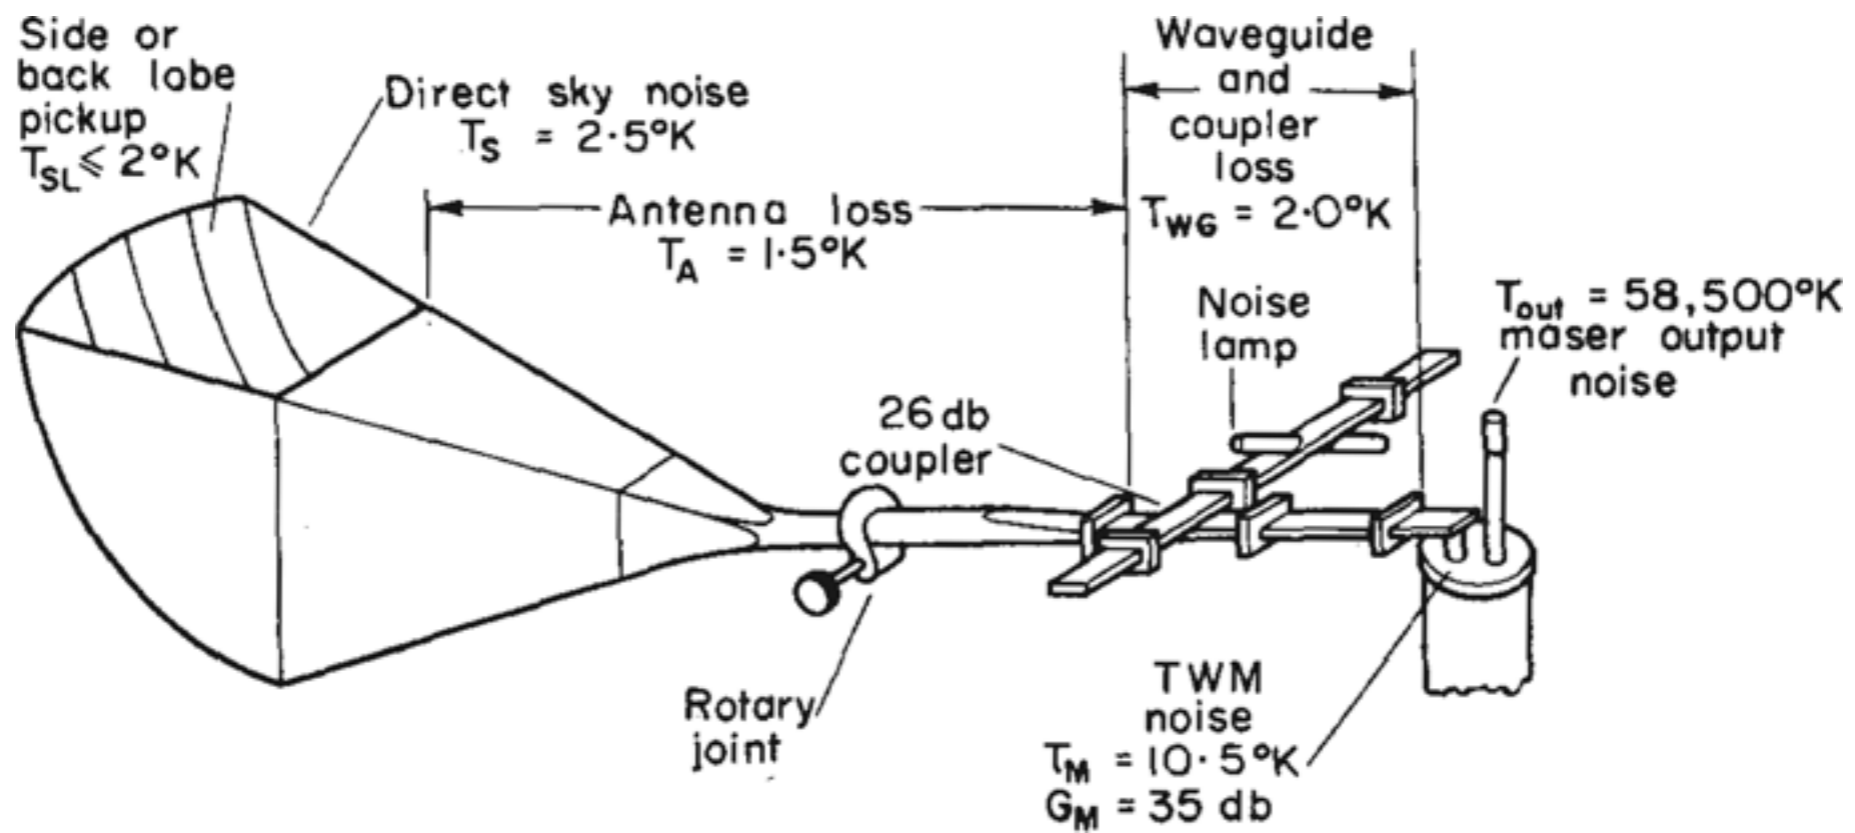 Side or
back lobe
pickup
T_SL ≤ 2°K
Direct sky noise
T_S = 2·5°K
Antenna loss
T_A = 1·5°K
Waveguide
and
coupler
loss
T_WG = 2·0°K
Noise
lamp
T_out = 58,500°K
maser output
noise
26 db
coupler
Rotary
joint
TWM
noise
T_M = 10·5°K
G_M = 35 db